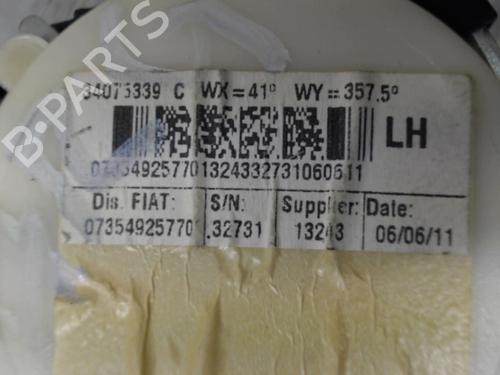 34075339 C WX=41° WY=357.5°
LH
07354925770132433273106061 1
Dis. FIAT: S/N: Supplier: Date:
07354925770 .32731 13243 06/06/11
B-PARTS